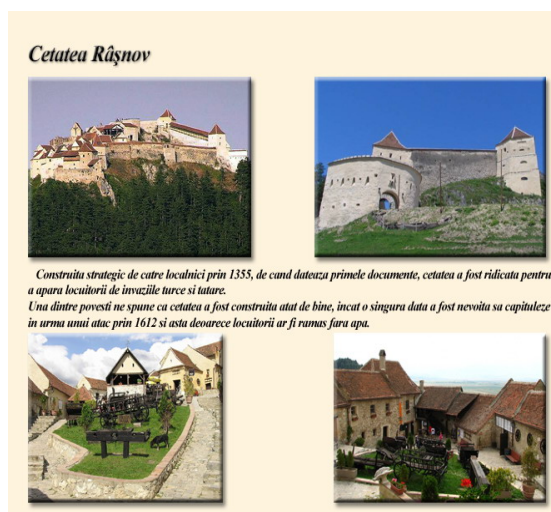 Cetatea Râşnov
Construita strategic de catre localnici prin 1355, de cand dateaza primele documente, cetatea a fost ridicata pentru
a apara locuitorii de invaziile turce si tatare.
Una dintre povesti ne spune ca cetatea a fost construita atat de bine, incat o singura data a fost nevoita sa capituleze
in urma unui atac prin 1612 si asta deoarece locuitorii ar fi ramas fara apa.